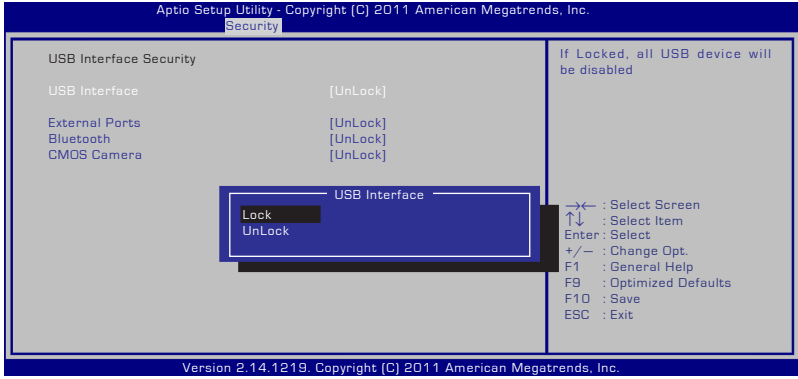 Aptio Setup Utility - Copyright (C) 2011 American Megatrends, Inc.
Security
USB Interface Security
USB Interface [UnLock]
External Ports [UnLock]
Bluetooth [UnLock]
CMOS Camera [UnLock]
USB Interface
Lock
UnLock
If Locked, all USB device will
be disabled
→← : Select Screen
↑↓ : Select Item
Enter : Select
+/— : Change Opt.
F1 : General Help
F9 : Optimized Defaults
F10 : Save
ESC : Exit
Version 2.14.1219. Copyright (C) 2011 American Megatrends, Inc.